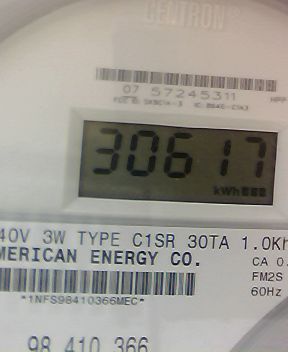 CENTRON®
07 57245311
30617
kWh
40V 3W TYPE C1SR 30TA 1.0Kh
MERICAN ENERGY CO.
CA 0.
FM2S
60Hz
*1NFS98410366MEC*
98 410 366